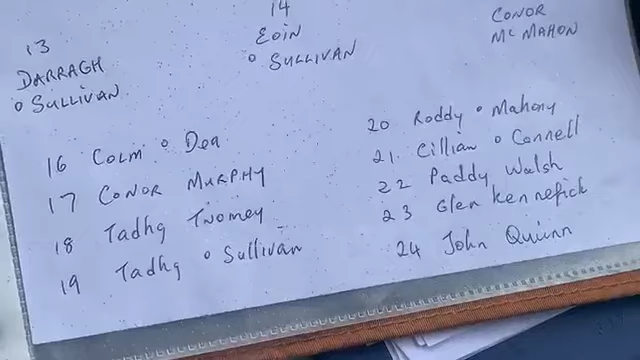 13
DARRAGH
O SULLIVAN
14
EOIN
O SULLIVAN
CONOR
MC MAHON
16 COLM O Dea
17 CONOR MURPHY
18 Tadhg Twomey
19 Tadhg O Sullivan
20 Roddy O Mahony
21. Cillian O Connell
22 Paddy Walsh
23 Glen Kennefick
24 John Quinn